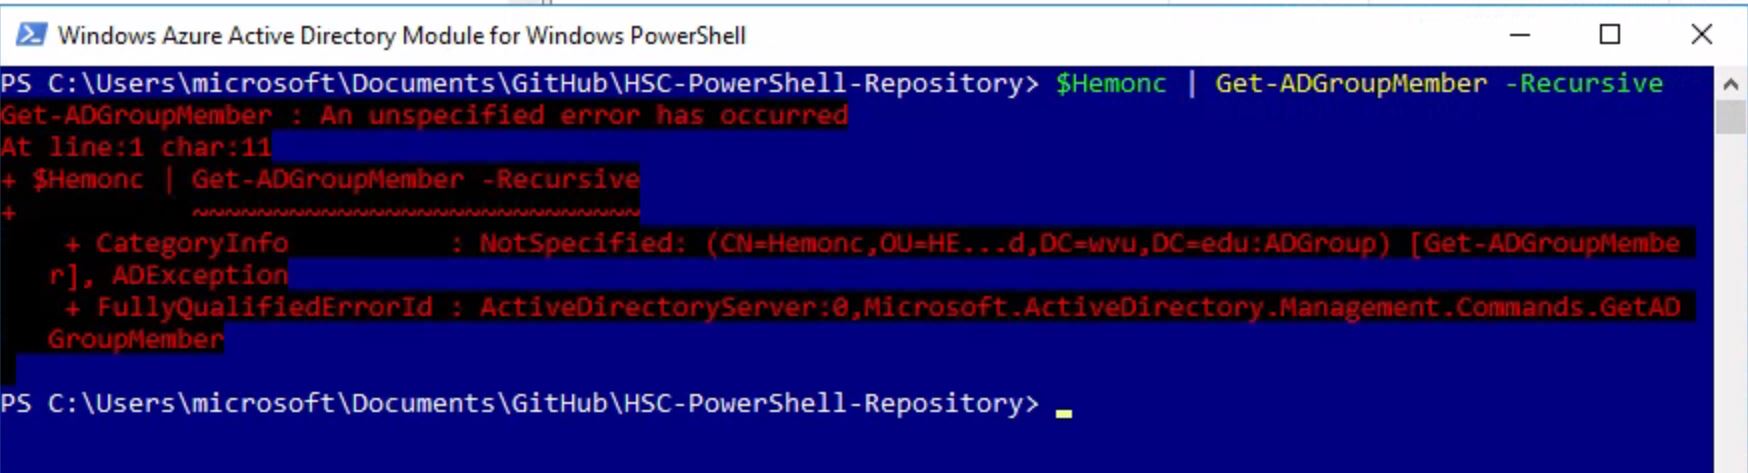 Windows Azure Active Directory Module for Windows PowerShell
PS C:\Users\microsoft\Documents\GitHub\HSC-PowerShell-Repository> $Hemonc | Get-ADGroupMember -Recursive
Get-ADGroupMember : An unspecified error has occurred
At line:1 char:11
+ $Hemonc | Get-ADGroupMember -Recursive
+           ~~~~~~~~~~~~~~~~~~~~~~~~~~~~
    + CategoryInfo          : NotSpecified: (CN=Hemonc,OU=HE...d,DC=wvu,DC=edu:ADGroup) [Get-ADGroupMembe
   r], ADException
    + FullyQualifiedErrorId : ActiveDirectoryServer:0,Microsoft.ActiveDirectory.Management.Commands.GetAD
   GroupMember
PS C:\Users\microsoft\Documents\GitHub\HSC-PowerShell-Repository>